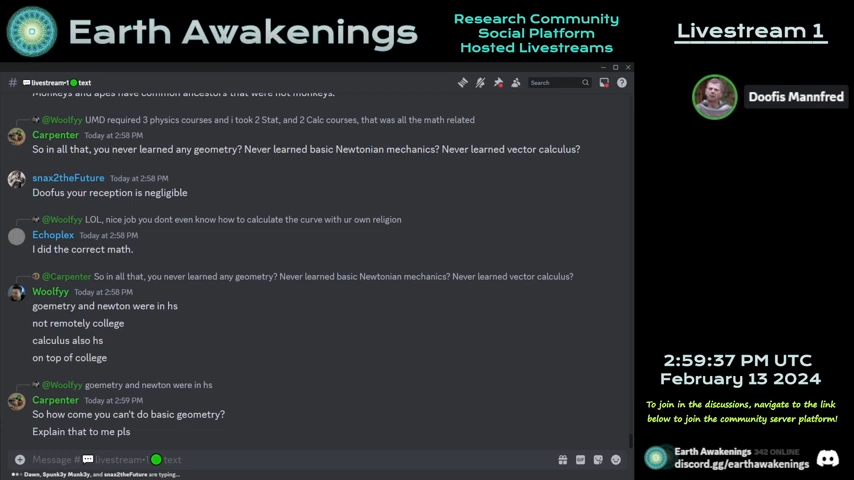 Earth Awakenings
Research Community
Social Platform
Hosted Livestreams
Livestream 1
# livestream-1 text
Search
Monkeys and apes have common ancestors that were not monkeys.
@Woolfyy UMD required 3 physics courses and i took 2 Stat, and 2 Calc courses, that was all the math related
Carpenter Today at 2:58 PM
So in all that, you never learned any geometry? Never learned basic Newtonian mechanics? Never learned vector calculus?
snax2theFuture Today at 2:58 PM
Doofus your reception is negligible
@Woolfyy LOL, nice job you dont even know how to calculate the curve with ur own religion
Echoplex Today at 2:58 PM
I did the correct math.
@Carpenter So in all that, you never learned any geometry? Never learned basic Newtonian mechanics? Never learned vector calculus?
Woolfyy Today at 2:58 PM
goemetry and newton were in hs
not remotely college
calculus also hs
on top of college
@Woolfyy goemetry and newton were in hs
Carpenter Today at 2:59 PM
So how come you can't do basic geometry?
Explain that to me pls
Message # livestream-1 text
GIF
Dawn, Spunk3y Munk3y, and snax2theFuture are typing...
Doofis Mannfred
2:59:37 PM UTC
February 13 2024
To join in the discussions, navigate to the link
below to join the community server platform!
Earth Awakenings 342 ONLINE
discord.gg/earthawakenings